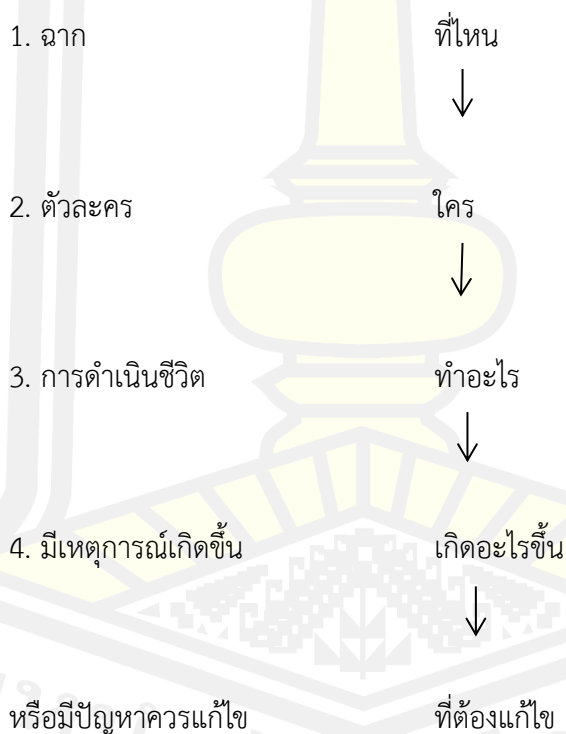 1. ฉาก ที่ไหน
2. ตัวละคร ใคร
3. การดำเนินชีวิต ทำอะไร
4. มีเหตุการณ์เกิดขึ้น เกิดอะไรขึ้น
หรือมีปัญหาควรแก้ไข ที่ต้องแก้ไข